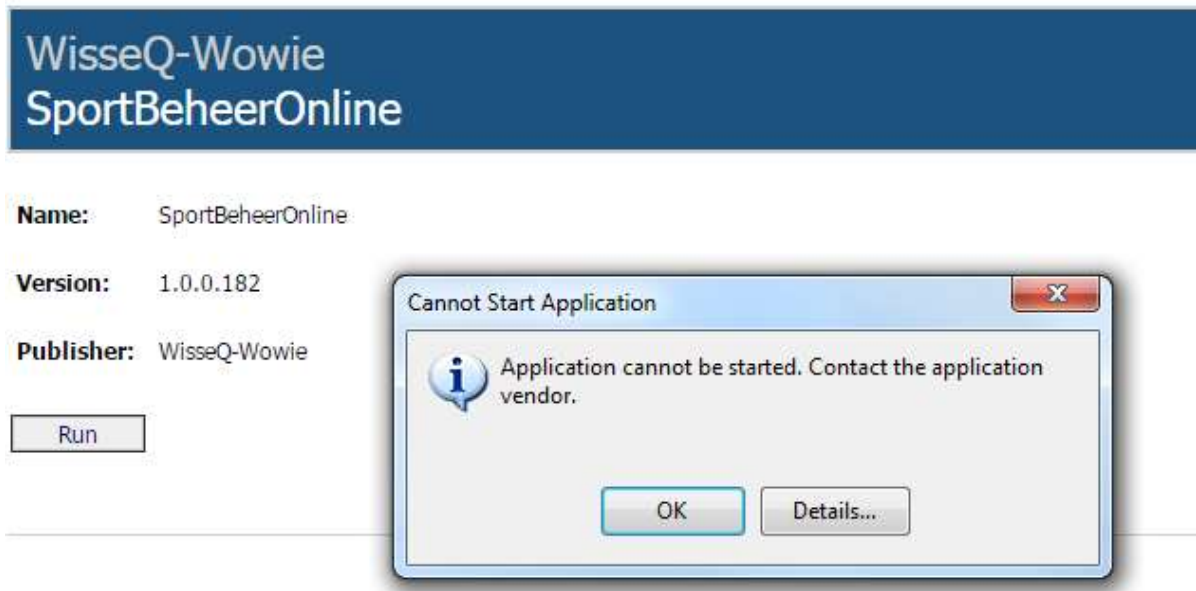 WisseQ-Wowie
SportBeheerOnline
Name: SportBeheerOnline
Version: 1.0.0.182
Publisher: WisseQ-Wowie
Run
Cannot Start Application
Application cannot be started. Contact the application
vendor.
OK Details...